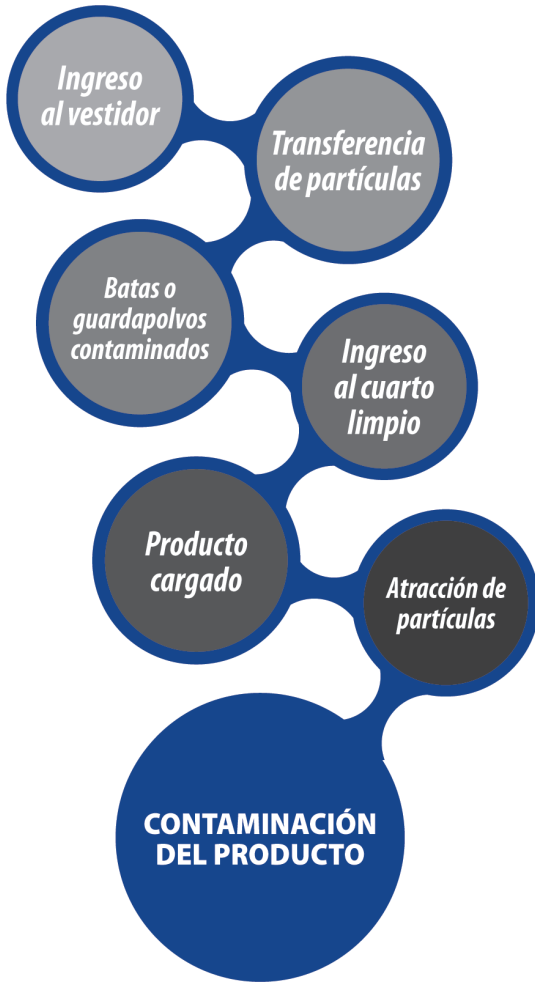 Ingreso
al vestidor
Transferencia
de partículas
Batas o
guardapolvos
contaminados
Ingreso
al cuarto
limpio
Producto
cargado
Atracción de
partículas
CONTAMINACIÓN
DEL PRODUCTO